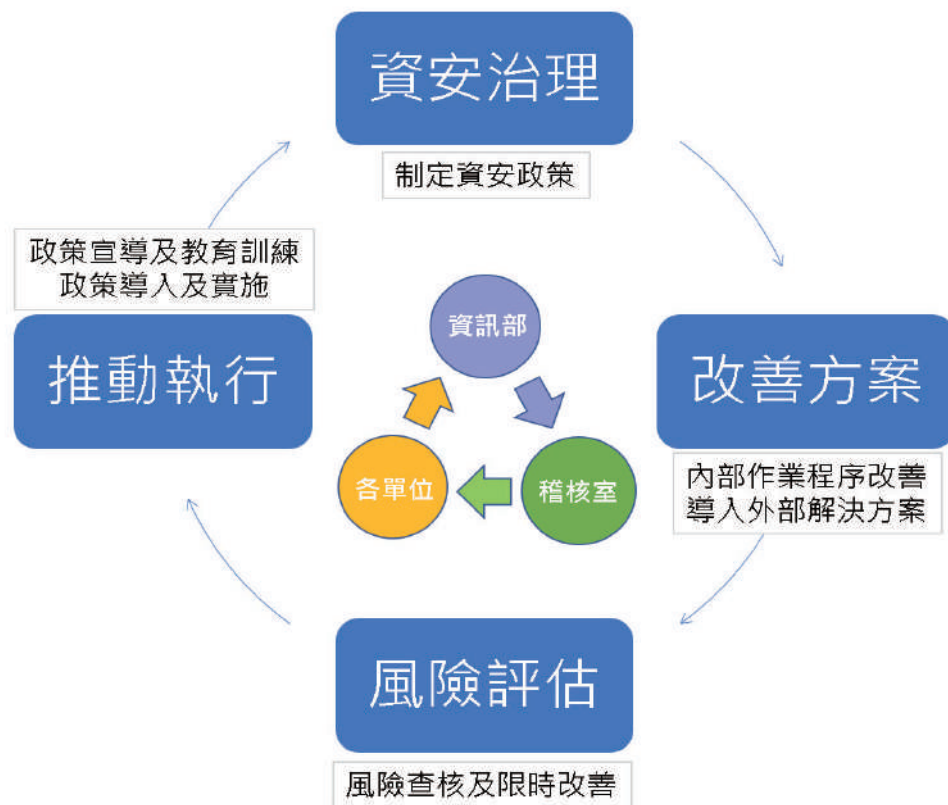 資安治理
制定資安政策
政策宣導及教育訓練
政策導入及實施
推動執行
資訊部
各單位
稽核室
改善方案
內部作業程序改善
導入外部解決方案
風險評估
風險查核及限時改善